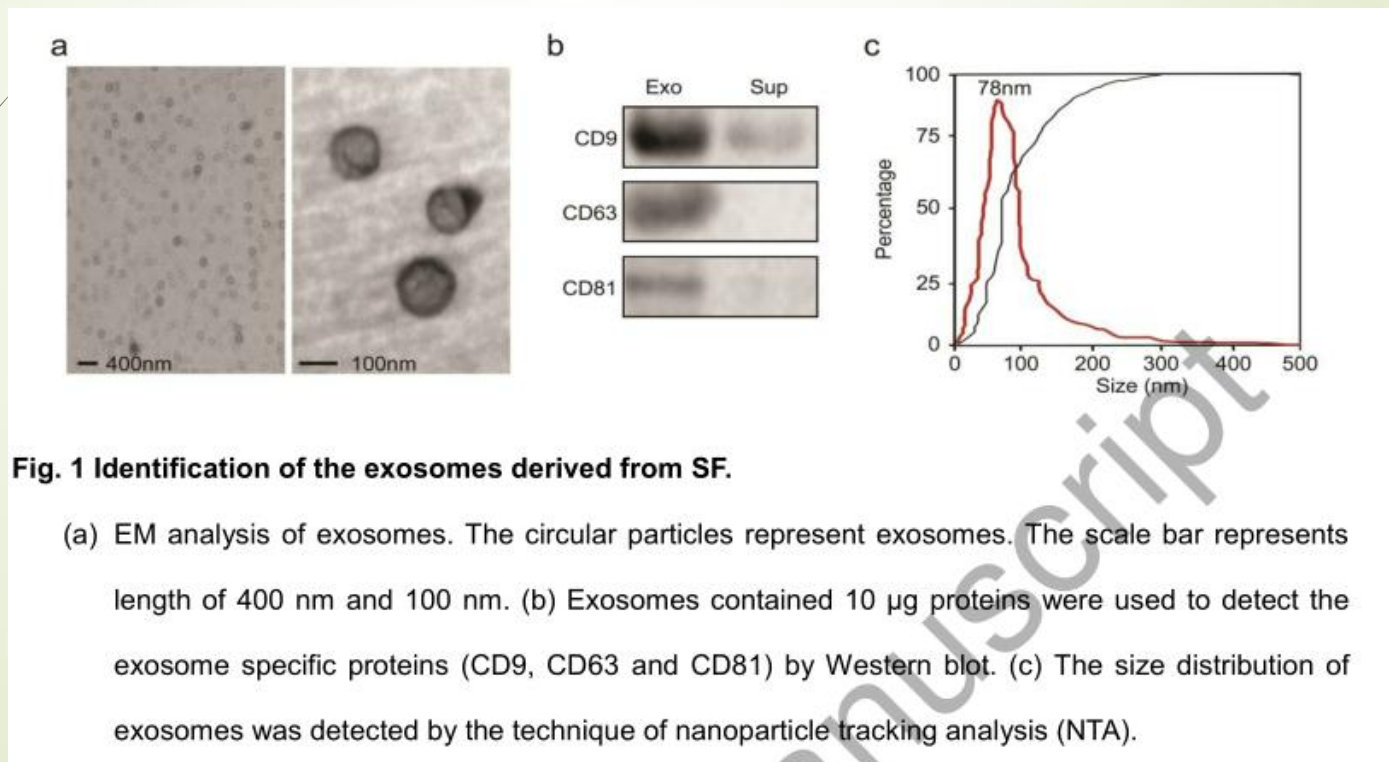 a
b
c
400nm
100nm
Exo Sup
CD9
CD63
CD81
100
75
50
25
0
78nm
Percentage
0 100 200 300 400 500
Size (nm)
Fig. 1 Identification of the exosomes derived from SF.
(a) EM analysis of exosomes. The circular particles represent exosomes. The scale bar represents
length of 400 nm and 100 nm. (b) Exosomes contained 10 µg proteins were used to detect the
exosome specific proteins (CD9, CD63 and CD81) by Western blot. (c) The size distribution of
exosomes was detected by the technique of nanoparticle tracking analysis (NTA).
anuscript